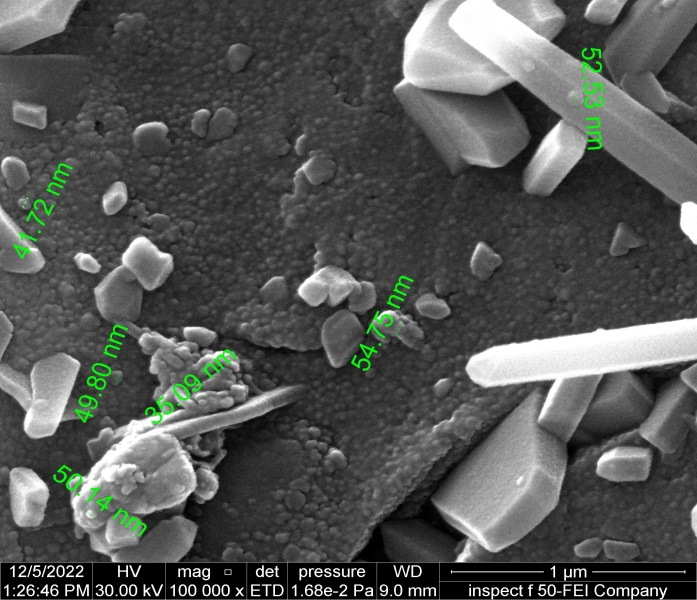 52.53 nm
41.72 nm
54.75 nm
49.80 nm
35.09 nm
50.14 nm
12/5/2022 HV mag □ det pressure WD 1 µm
1:26:46 PM 30.00 kV 100 000 x ETD 1.68e-2 Pa 9.0 mm inspect f 50-FEI Company